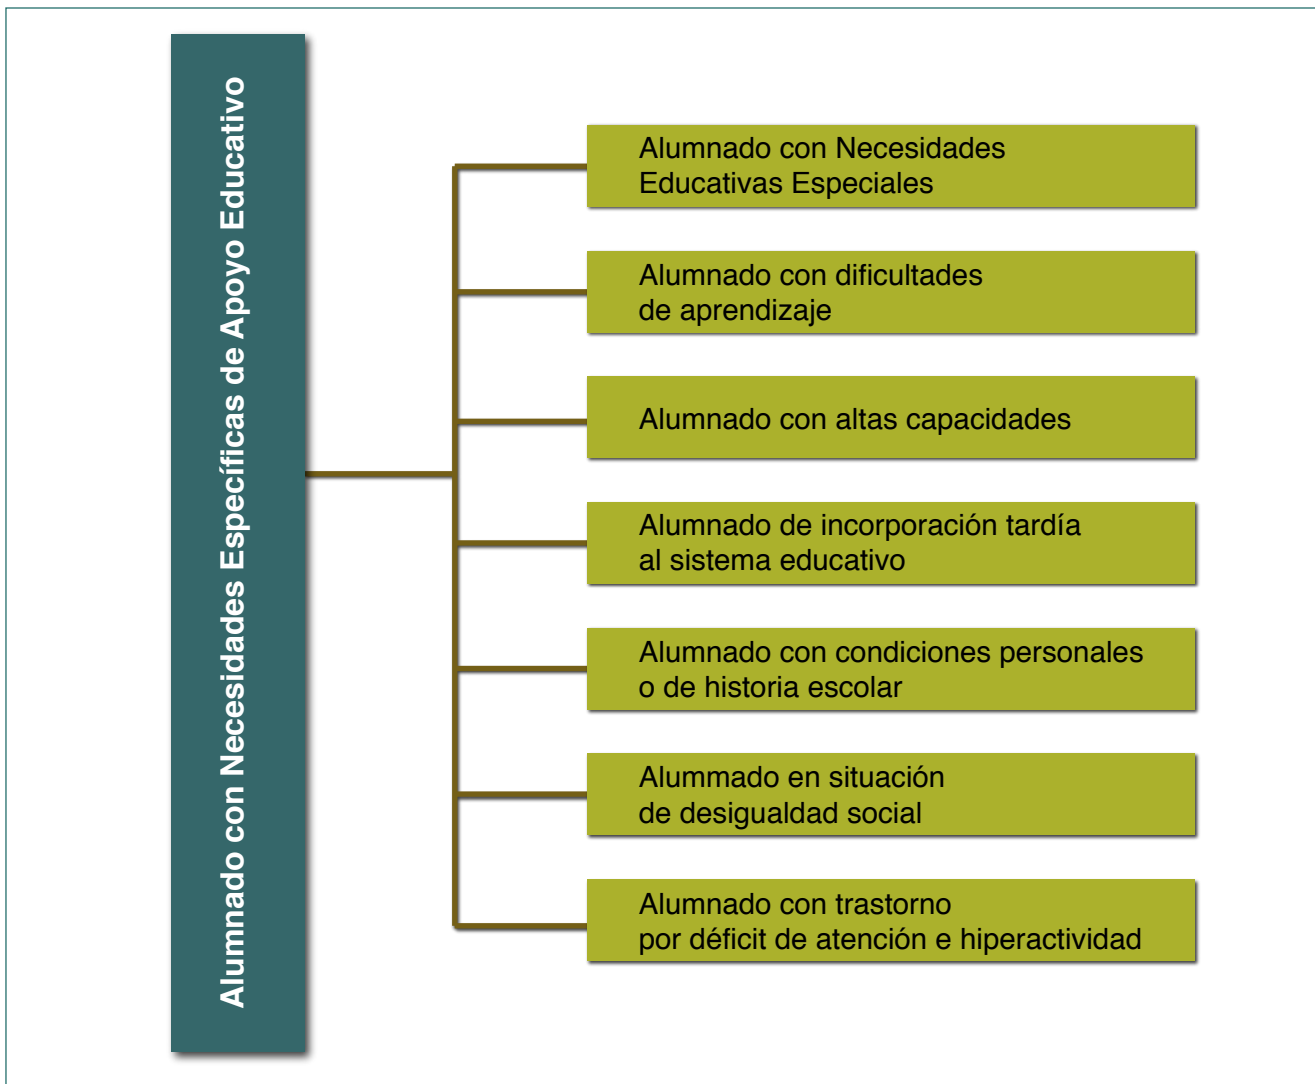 Alumnado con Necesidades Específicas de Apoyo Educativo
Alumnado con Necesidades
Educativas Especiales
Alumnado con dificultades
de aprendizaje
Alumnado con altas capacidades
Alumnado de incorporación tardía
al sistema educativo
Alumnado con condiciones personales
o de historia escolar
Alummado en situación
de desigualdad social
Alumnado con trastorno
por déficit de atención e hiperactividad